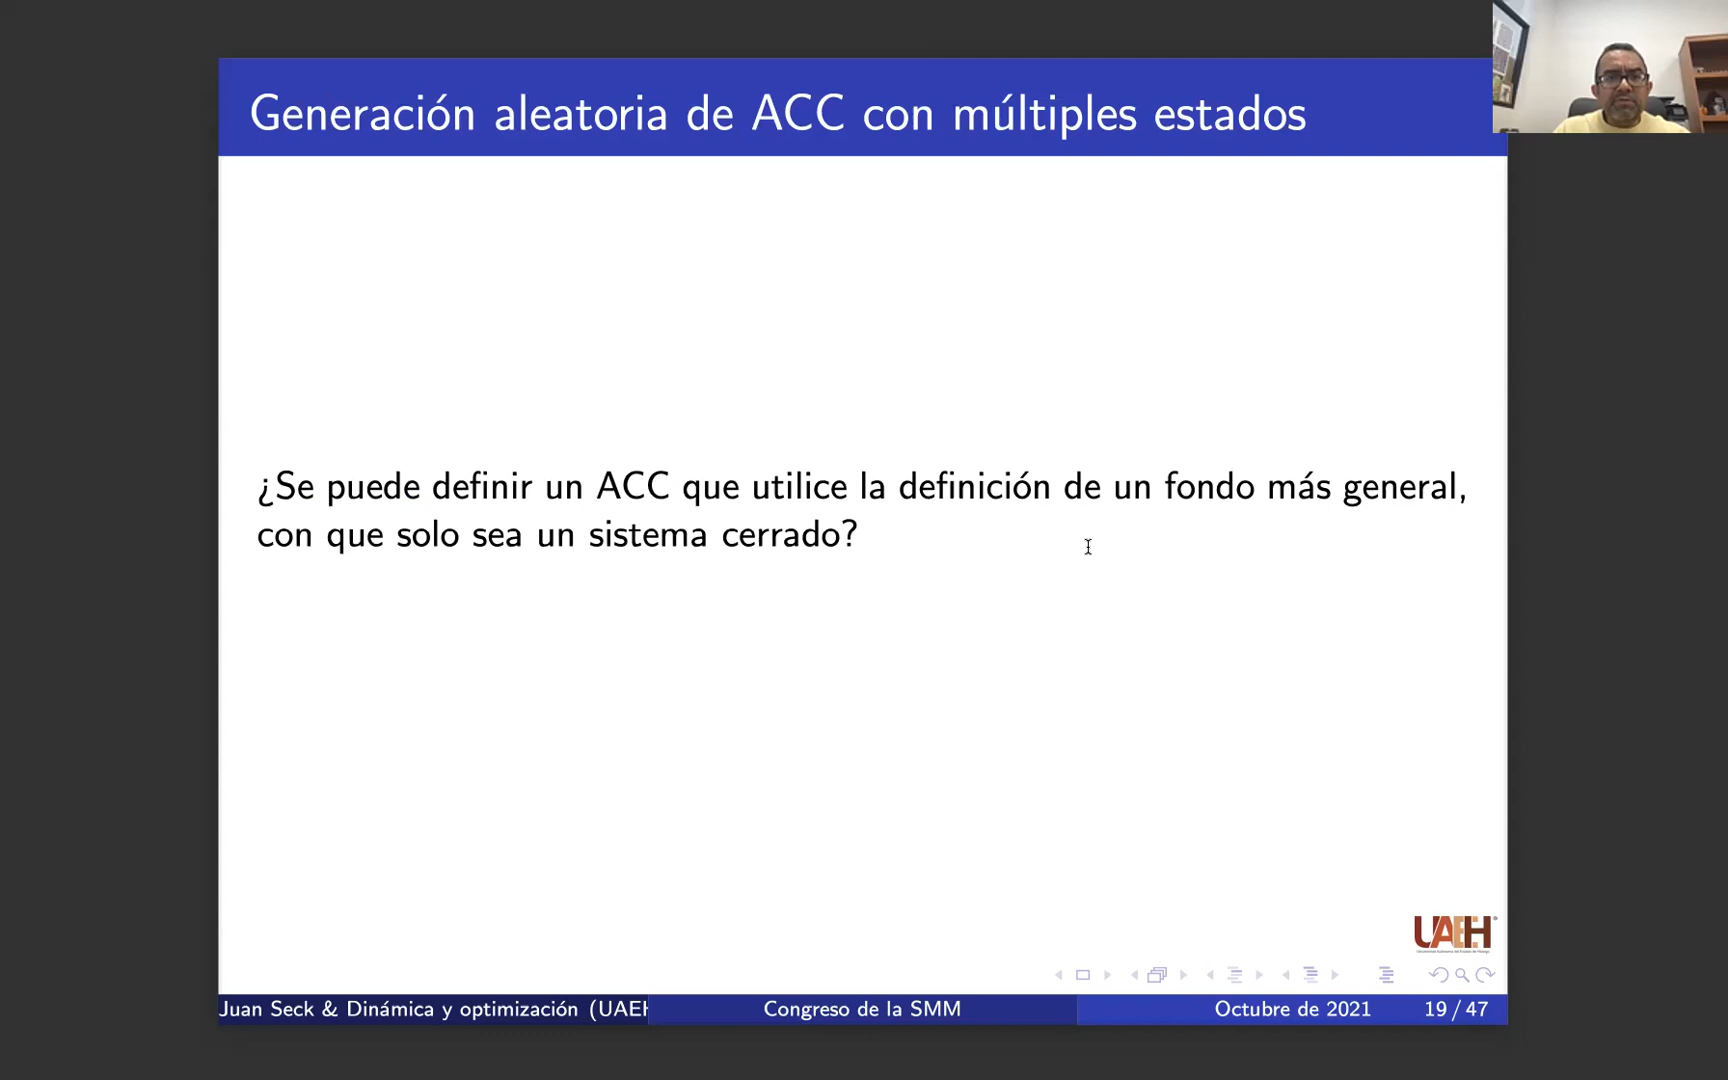 Generación aleatoria de ACC con múltiples estados
¿Se puede definir un ACC que utilice la definición de un fondo más general,
con que solo sea un sistema cerrado?
UAEH
Juan Seck & Dinámica y optimización (UAEH
Congreso de la SMM
Octubre de 2021
19 / 47